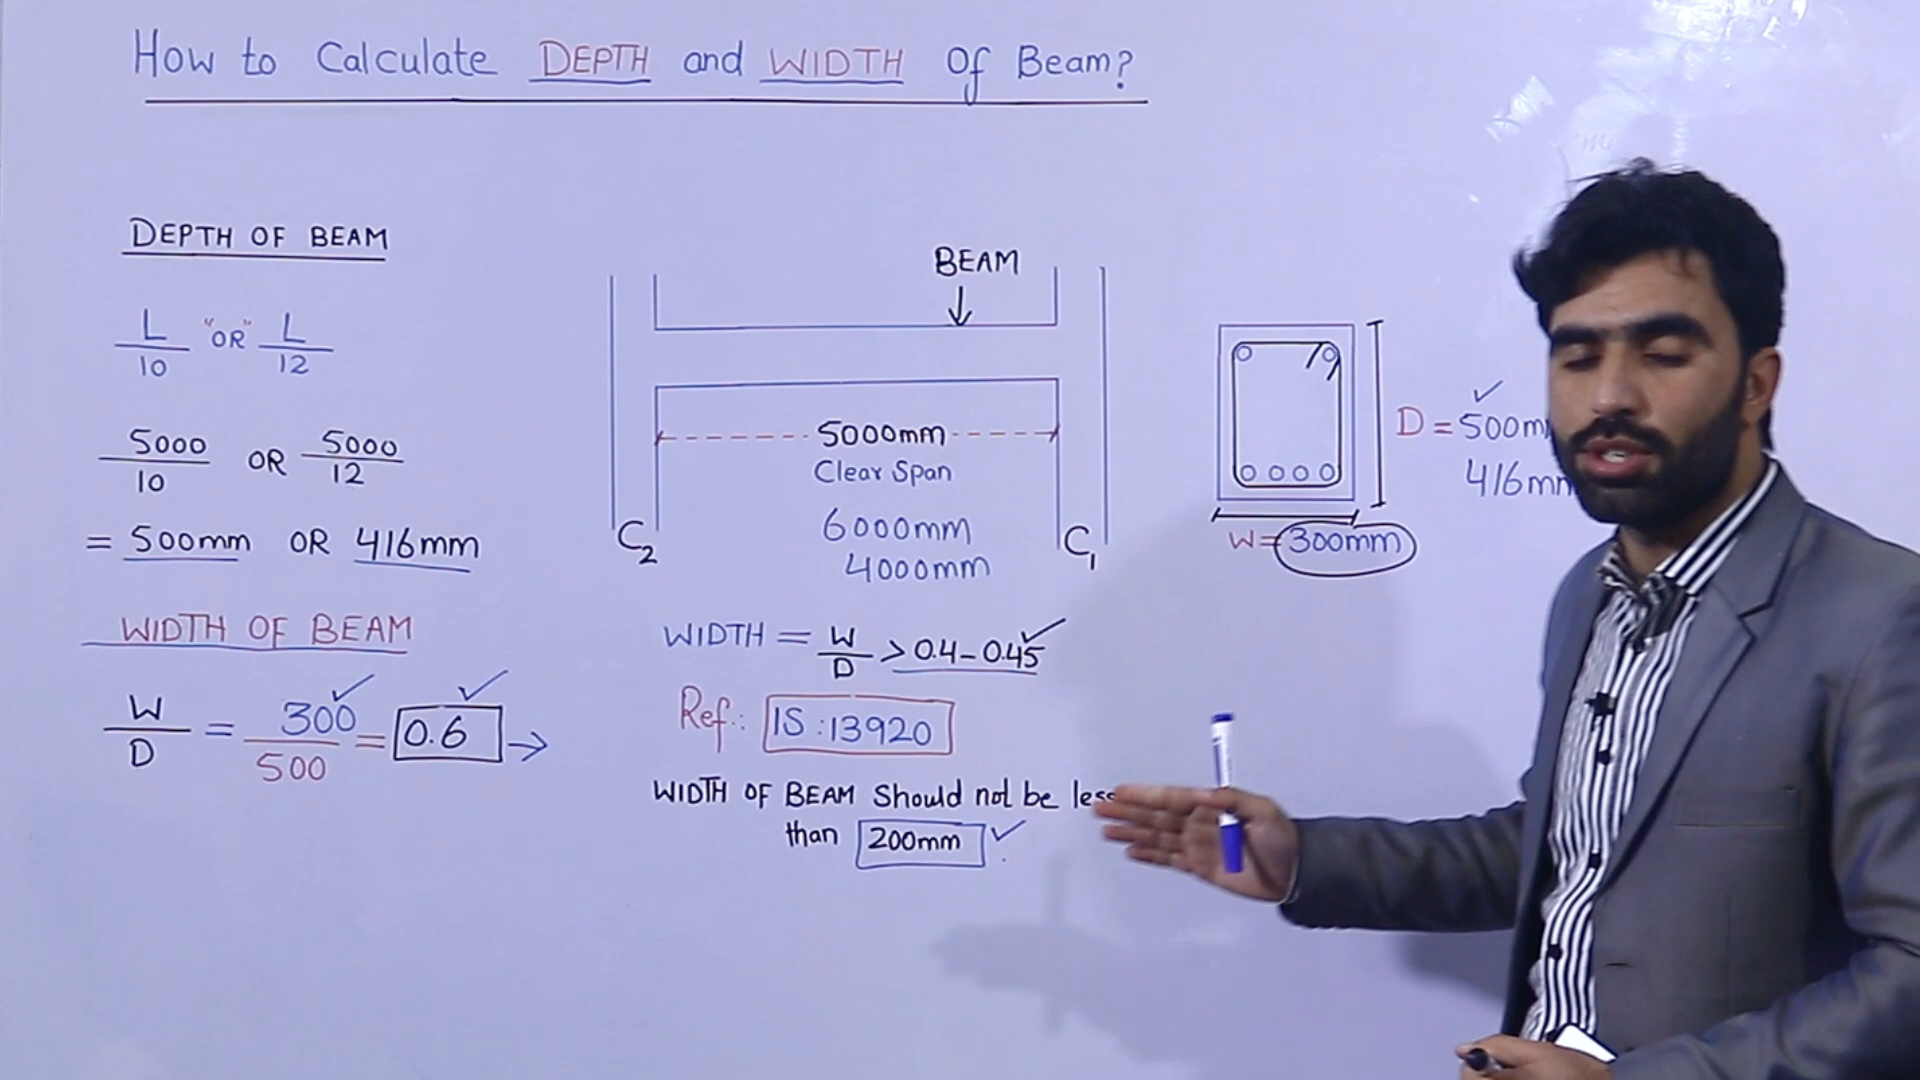 How to Calculate DEPTH and WIDTH Of Beam?
DEPTH OF BEAM
L/10 "OR" L/12
5000/10 OR 5000/12
= 500mm OR 416mm
WIDTH OF BEAM
W/D = 300/500 = 0.6 →
BEAM
↓
5000mm
Clear Span
6000mm
4000mm
C2
C1
WIDTH = W/D > 0.4-0.45
Ref.: IS:13920
WIDTH OF BEAM Should not be less
than 200mm
D = 500m
416mm
W = 300mm